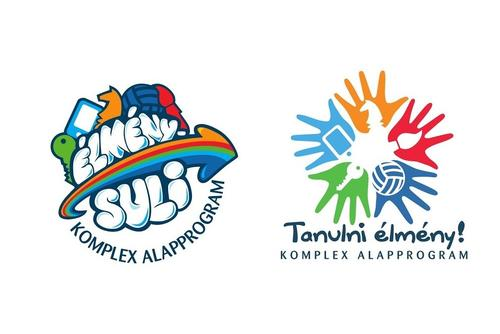 ÉLMÉNY-
SULI
KOMPLEX ALAPPROGRAM
Tanulni élmény!
KOMPLEX ALAPPROGRAM